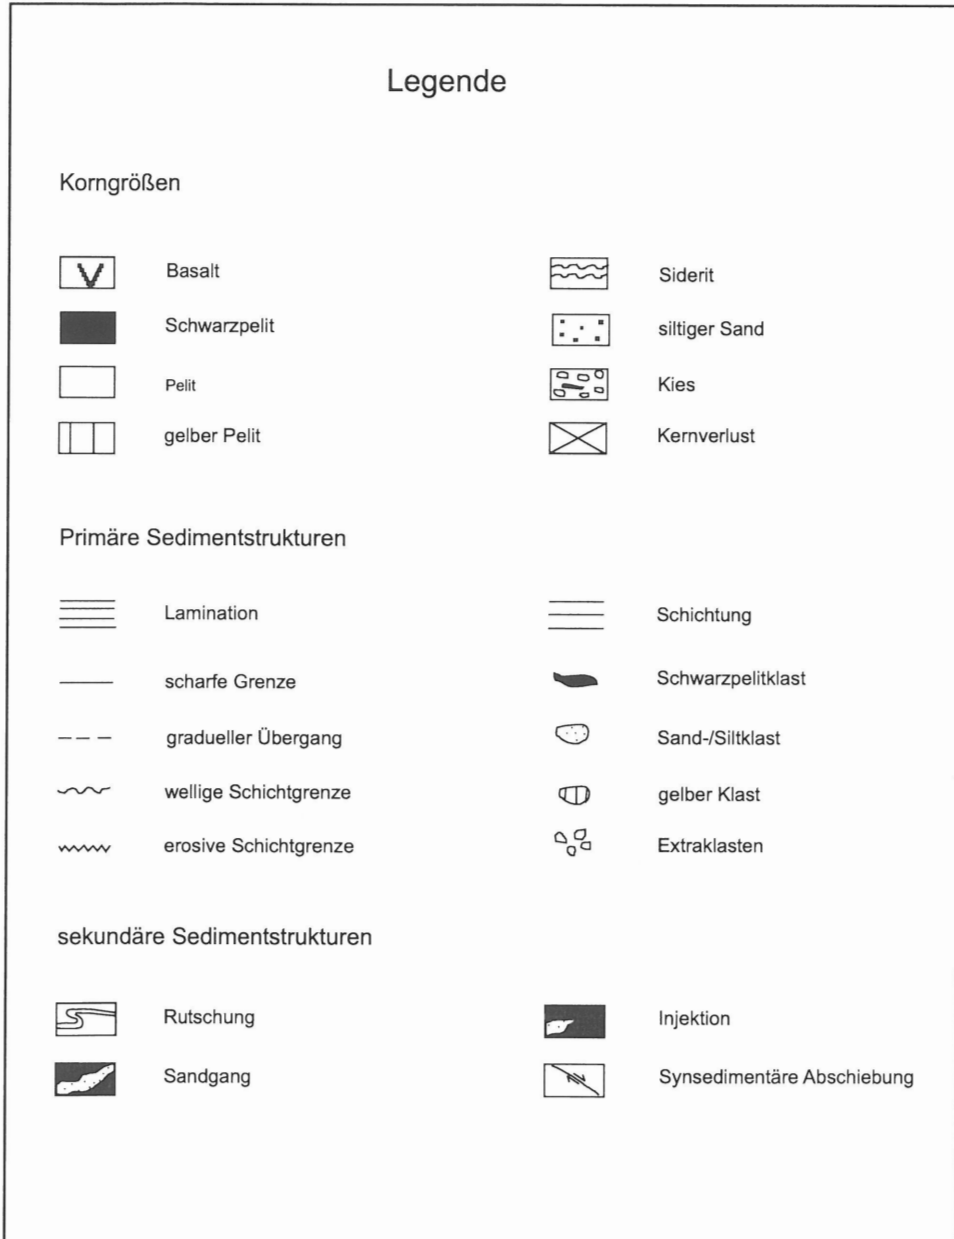 Legende
Korngrößen
Basalt
Siderit
Schwarzpelit
siltiger Sand
Pelit
Kies
gelber Pelit
Kernverlust
Primäre Sedimentstrukturen
Lamination
Schichtung
scharfe Grenze
Schwarzpelitklast
gradueller Übergang
Sand-/Siltklast
wellige Schichtgrenze
gelber Klast
erosive Schichtgrenze
Extraklasten
sekundäre Sedimentstrukturen
Rutschung
Injektion
Sandgang
Synsedimentäre Abschiebung